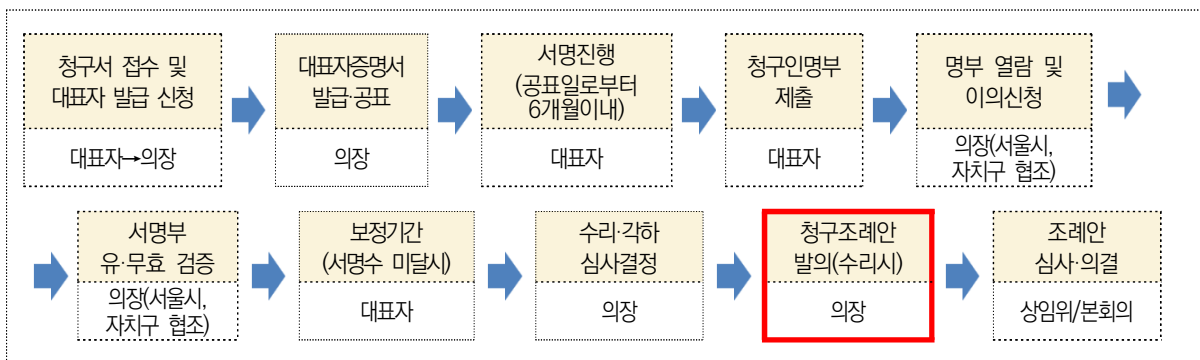 청구서 접수 및
대표자 발급 신청
대표자→의장
대표자증명서
발급·공표
의장
서명진행
(공표일로부터
6개월이내)
대표자
청구인명부
제출
대표자
명부 열람 및
이의신청
의장(서울시,
자치구 협조)
서명부
유·무효 검증
의장(서울시,
자치구 협조)
보정기간
(서명수 미달시)
대표자
수리·각하
심사결정
의장
청구조례안
발의(수리시)
의장
조례안
심사·의결
상임위/본회의